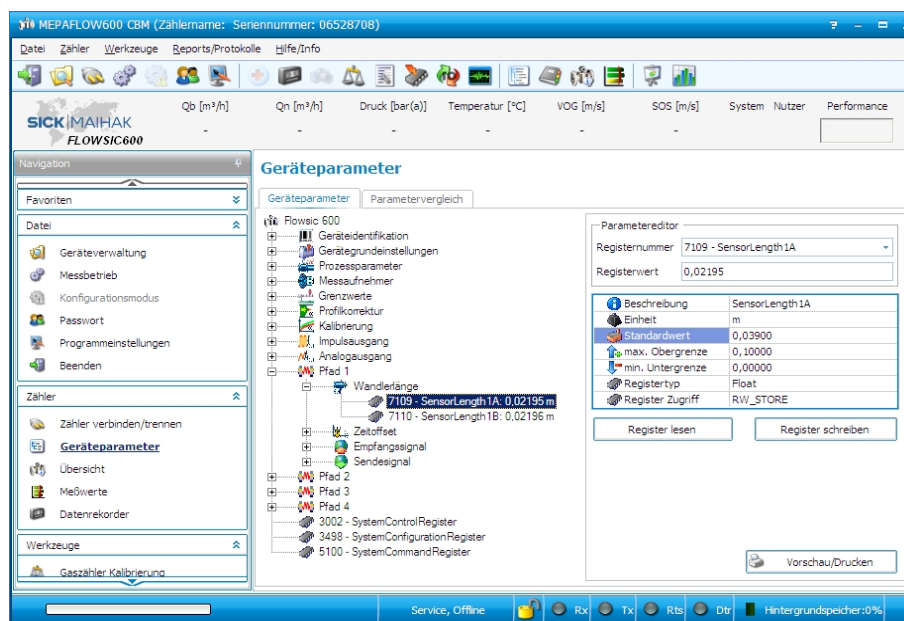 MEPAFLOW600 CBM (Zählername: Seriennummer: 06528708)
Datei Zähler Werkzeuge Reports/Protokolle Hilfe/Info
Qb [m³/h] Qn [m³/h] Druck [bar(a)] Temperatur [°C] VOG [m/s] SOS [m/s] System Nutzer Performance
- - - - - -
SICK MAIHAK
FLOWSIC600
Navigation
Favoriten
Datei
Geräteverwaltung
Messbetrieb
Konfigurationsmodus
Passwort
Programmeinstellungen
Beenden
Zähler
Zähler verbinden/trennen
Geräteparameter
Übersicht
Meßwerte
Datenrekorder
Werkzeuge
Gaszähler Kalibrierung
Geräteparameter
Geräteparameter Parametervergleich
Flowsic 600
Geräteidentifikation
Gerätegrundeinstellungen
Prozessparameter
Messaufnehmer
Grenzwerte
Profilkorrektur
Kalibrierung
Impulsausgang
Analogausgang
Pfad 1
Wandlerlänge
7109 - SensorLength1A: 0,02195 m
7110 - SensorLength1B: 0,02196 m
Zeitoffset
Empfangssignal
Sendesignal
Pfad 2
Pfad 3
Pfad 4
3002 - SystemControlRegister
3498 - SystemConfigurationRegister
5100 - SystemCommandRegister
Parametereditor
Registernummer 7109 - SensorLength1A
Registerwert 0,02195
Beschreibung SensorLength1A
Einheit m
Standardwert 0,03900
max. Obergrenze 0,10000
min. Untergrenze 0,00000
Registertyp Float
Register Zugriff RW_STORE
Register lesen Register schreiben
Vorschau/Drucken
Service, Offline Rx Tx Rts Dtr Hintergrundspeicher:0%